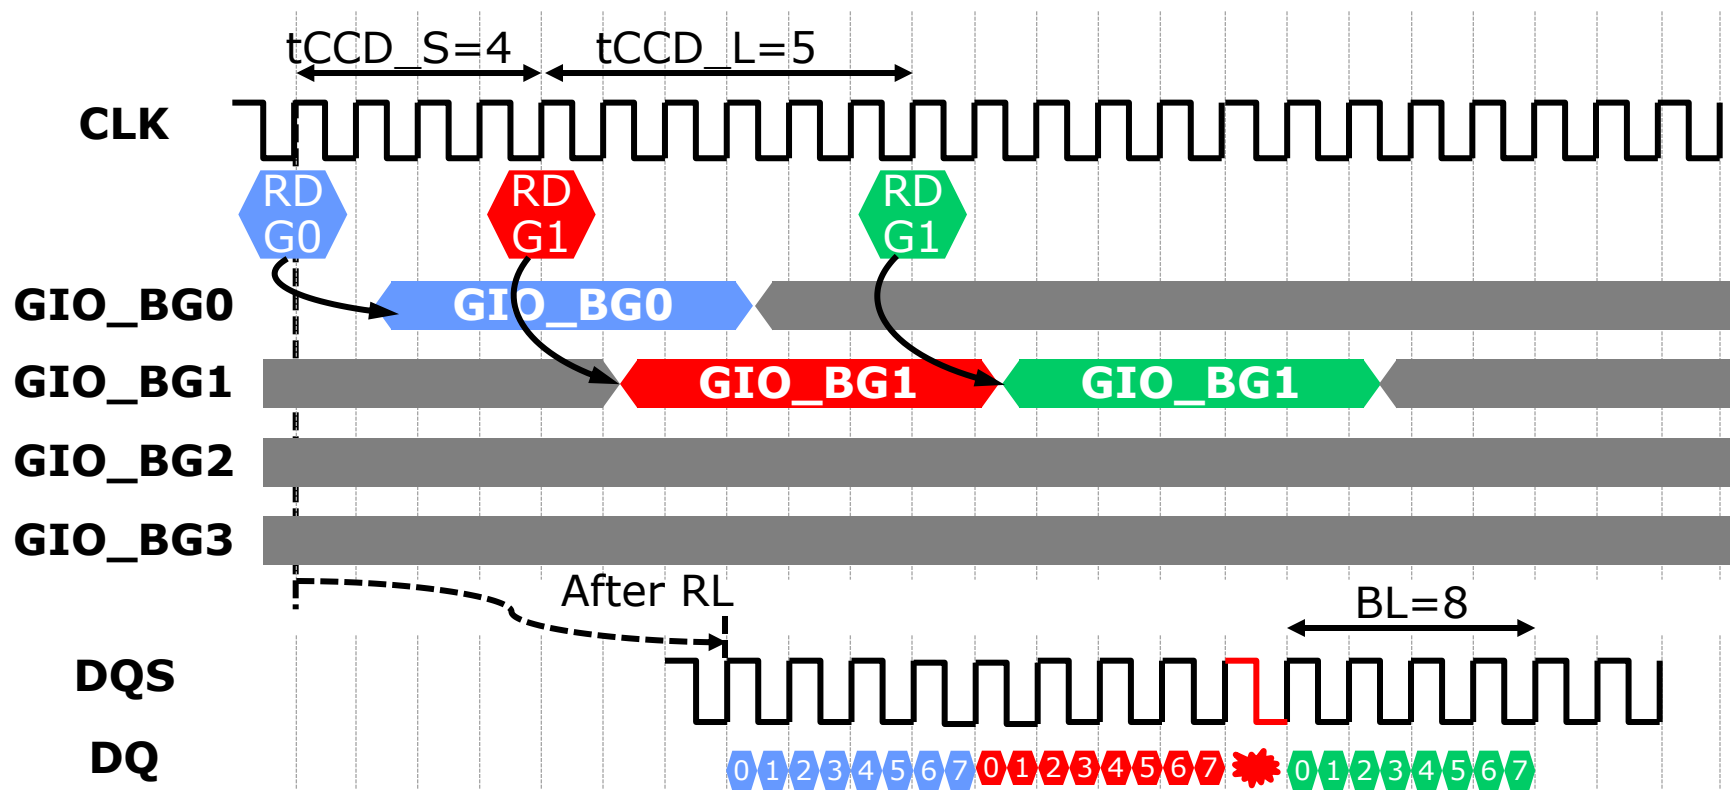 tCCD_S=4 tCCD_L=5
CLK
RD
G0
RD
G1
RD
G1
GIO_BG0 GIO_BG0
GIO_BG1 GIO_BG1 GIO_BG1
GIO_BG2
GIO_BG3
After RL BL=8
DQS
DQ 0 1 2 3 4 5 6 7 0 1 2 3 4 5 6 7 0 1 2 3 4 5 6 7